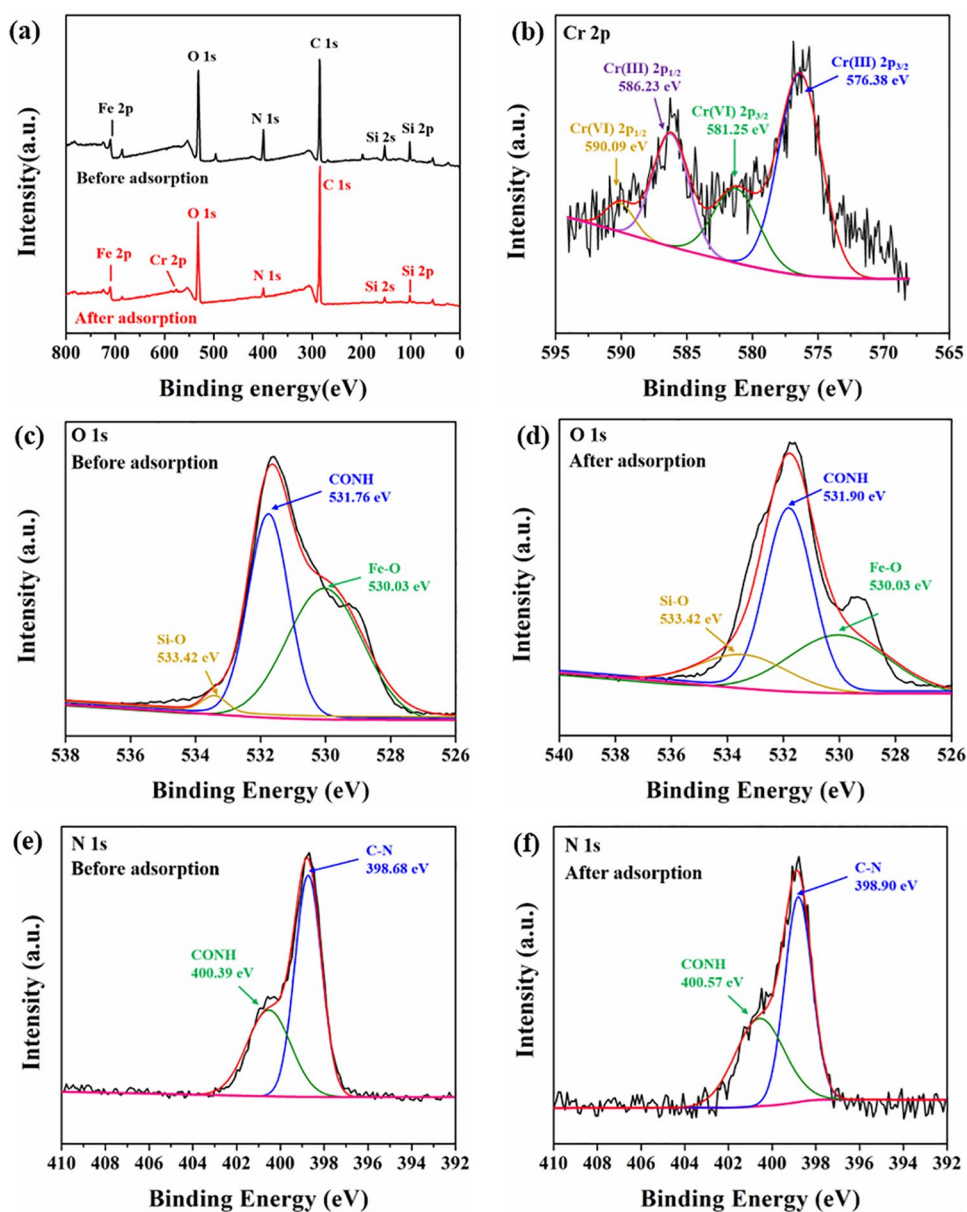 (a)
O 1s
C 1s
Fe 2p
N 1s
Si 2s
Si 2p
Before adsorption
C 1s
O 1s
Fe 2p
Cr 2p
N 1s
Si 2s
Si 2p
After adsorption
800 700 600 500 400 300 200 100 0
Binding energy(eV)
Intensity(a.u.)
(b)
Cr 2p
Cr(III) 2p1/2
586.23 eV
Cr(III) 2p3/2
576.38 eV
Cr(VI) 2p3/2
581.25 eV
Cr(VI) 2p1/2
590.09 eV
595 590 585 580 575 570 565
Binding Energy (eV)
Intensity (a.u.)
(c)
O 1s
Before adsorption
CONH
531.76 eV
Fe-O
530.03 eV
Si-O
533.42 eV
538 536 534 532 530 528 526
Binding Energy (eV)
Intensity (a.u.)
(d)
O 1s
After adsorption
CONH
531.90 eV
Fe-O
530.03 eV
Si-O
533.42 eV
540 538 536 534 532 530 528 526
Binding Energy (eV)
Intensity (a.u.)
(e)
N 1s
Before adsorption
C-N
398.68 eV
CONH
400.39 eV
410 408 406 404 402 400 398 396 394 392
Binding Energy (eV)
Intensity (a.u.)
(f)
N 1s
After adsorption
C-N
398.90 eV
CONH
400.57 eV
410 408 406 404 402 400 398 396 394 392
Binding Energy (eV)
Intensity (a.u.)